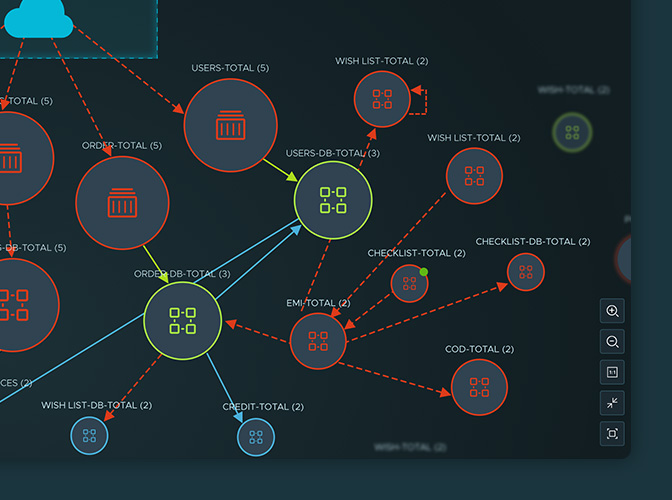 WISH LIST-TOTAL (2)
USERS-TOTAL (5)
WISH-TOTAL (2)
-TOTAL (5)
WISH LIST-TOTAL (2)
ORDER-TOTAL (5)
USERS-DB-TOTAL (3)
CHECKLIST-DB-TOTAL (2)
-DB-TOTAL (5)
CHECKLIST-TOTAL (2)
ORDER-DB-TOTAL (3)
EMI-TOTAL (2)
COD-TOTAL (2)
1:1
CES (2)
WISH LIST-DB-TOTAL (2)
CREDIT-TOTAL (2)
WISH-TOTAL (2)